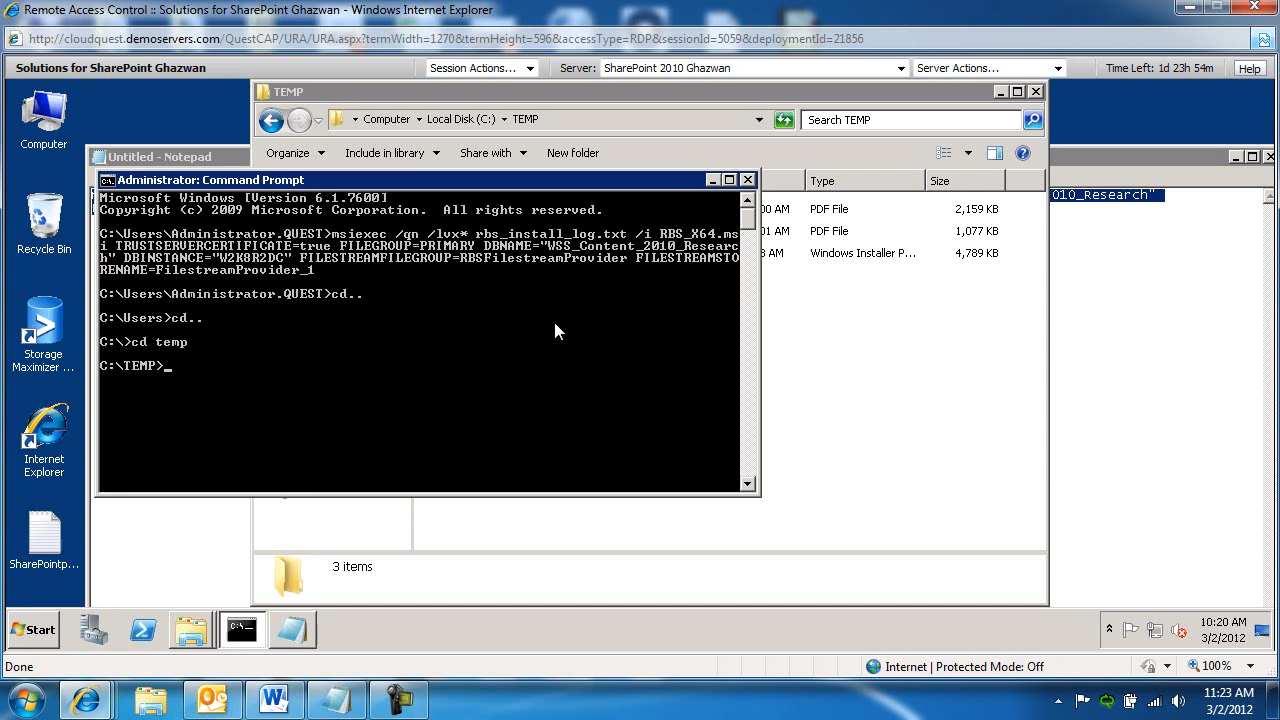 Remote Access Control :: Solutions for SharePoint Ghazwan - Windows Internet Explorer
http://cloudquest.demoservers.com/QuestCAP/URA/URA.aspx?termWidth=1270&termHeight=596&accessType=RDP&sessionId=5059&deploymentId=21856
Solutions for SharePoint Ghazwan
Session Actions...
Server:
SharePoint 2010 Ghazwan
Server Actions...
Time Left: 1d 23h 54m
Help
TEMP
Computer
Local Disk (C:)
TEMP
Search TEMP
Organize
Include in library
Share with
New folder
Untitled - Notepad
Type
Size
010_Research"
00 AM
PDF File
2,159 KB
3 AM
PDF File
1,077 KB
3 AM
Windows Installer P...
4,789 KB
3 items
Administrator: Command Prompt
Microsoft Windows [Version 6.1.7600]
Copyright (c) 2009 Microsoft Corporation.  All rights reserved.
C:\Users\Administrator.QUEST>msiexec /qn /lvx* rbs_install_log.txt /i RBS_X64.ms
i TRUSTSERVERCERTIFICATE=true FILEGROUP=PRIMARY DBNAME="WSS_Content_2010_Researc
h" DBINSTANCE="W2K8R2DC" FILESTREAMFILEGROUP=RBSFilestreamProvider FILESTREAMSTO
RENAME=FilestreamProvider_1
C:\Users\Administrator.QUEST>cd..
C:\Users>cd..
C:\>cd temp
C:\TEMP>_
Computer
Recycle Bin
Storage
Maximizer ...
Internet
Explorer
SharePointp...
Start
10:20 AM
3/2/2012
Done
Internet | Protected Mode: Off
100%
11:23 AM
3/2/2012